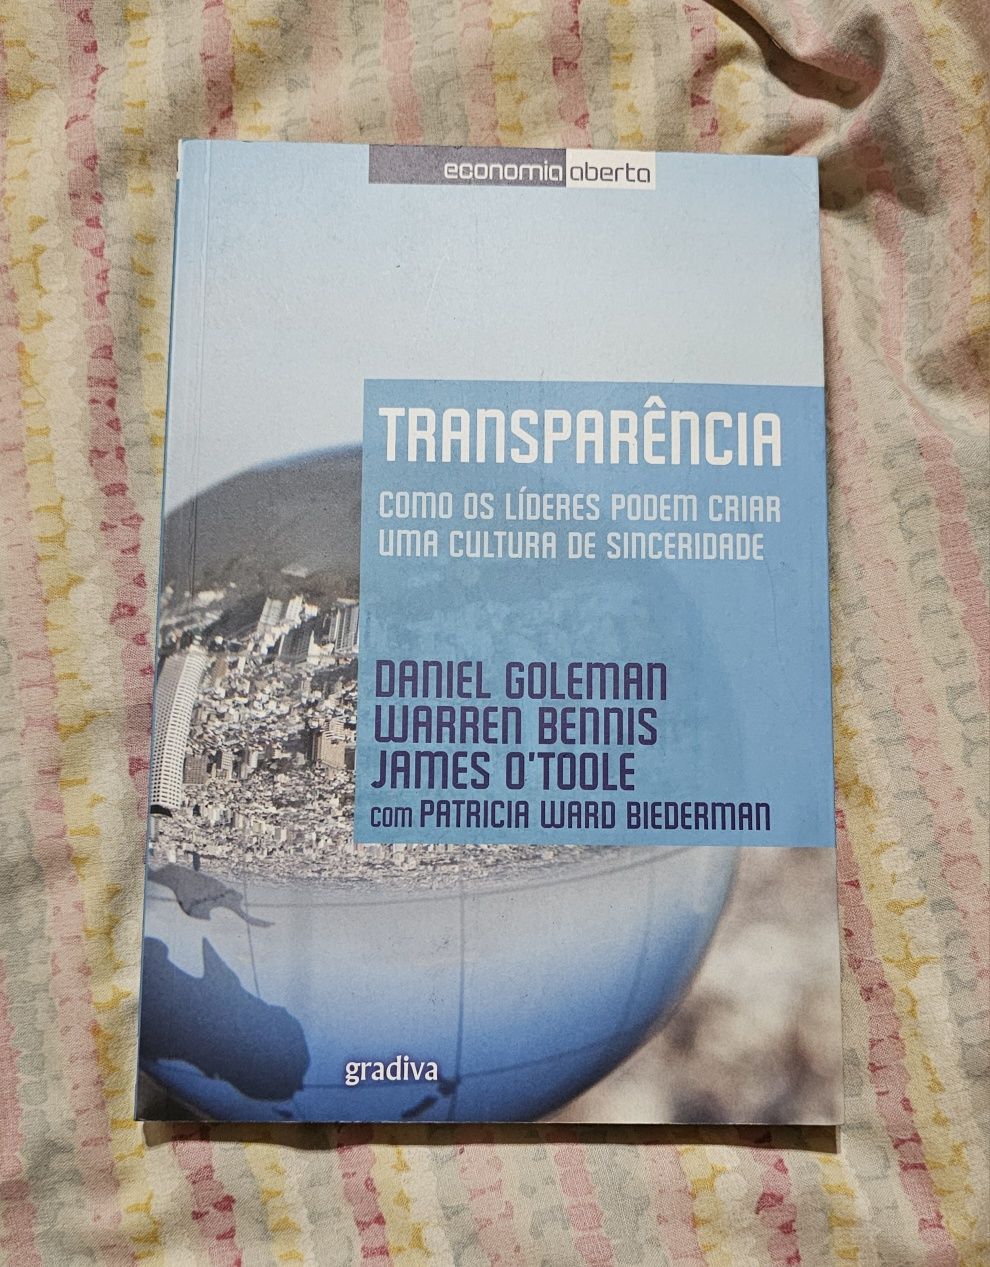 economia aberta
TRANSPARÊNCIA
COMO OS LÍDERES PODEM CRIAR
UMA CULTURA DE SINCERIDADE
DANIEL GOLEMAN
WARREN BENNIS
JAMES O'TOOLE
com PATRICIA WARD BIEDERMAN
gradiva